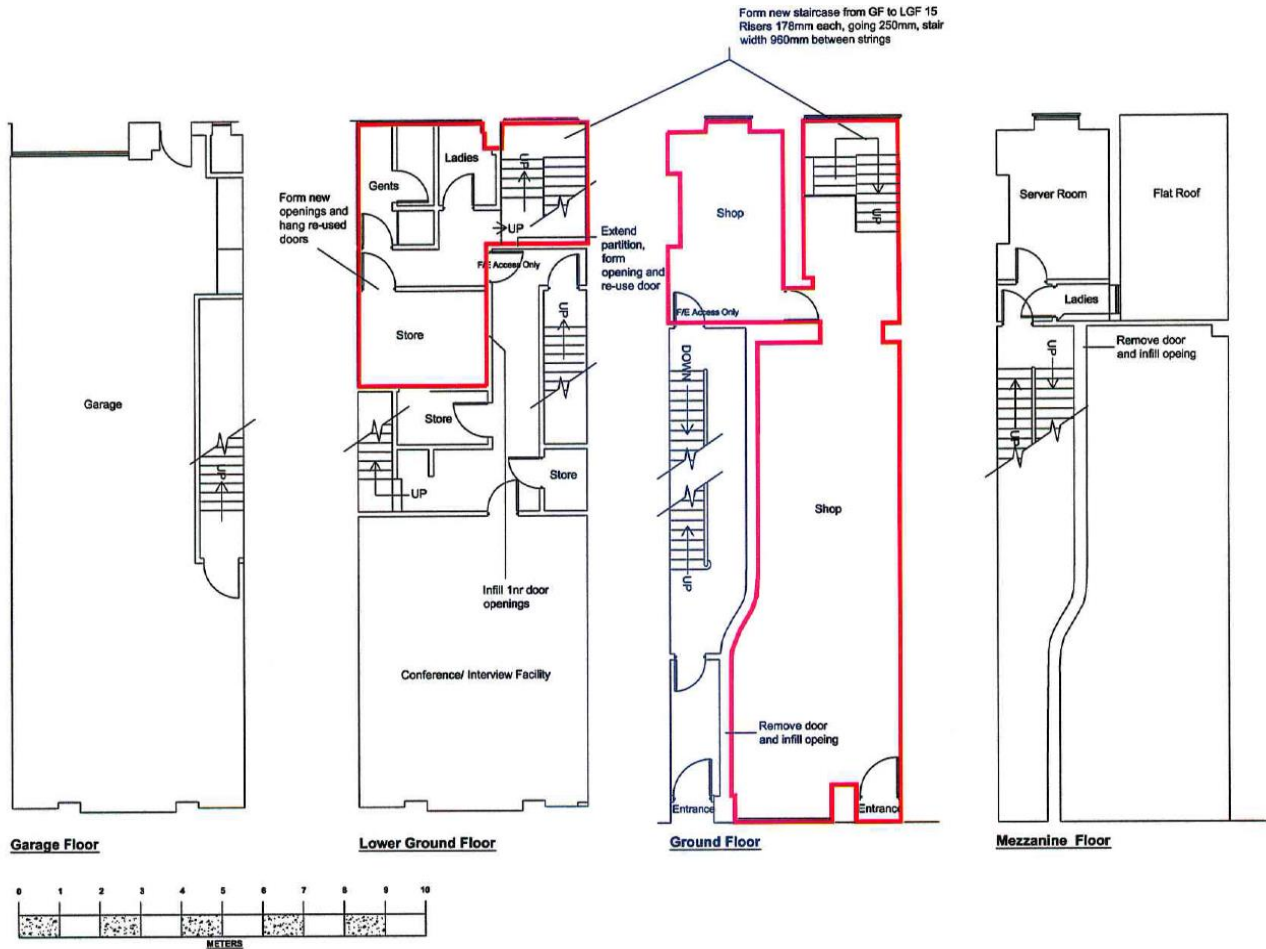 Form new staircase from GF to LGF 15
Risers 178mm each, going 250mm, stair
width 960mm between strings
Garage
UP
Garage Floor
Form new
openings and
hang re-used
doors
Gents
Ladies
UP
UP
Extend
partition,
form
opening and
re-use door
F/E Access Only
Store
UP
Store
UP
Store
Infill 1nr door
openings
Conference/ Interview Facility
Lower Ground Floor
Shop
UP
F/E Access Only
DOWN
UP
Shop
Remove door
and infill opeing
Entrance
Entrance
Ground Floor
Server Room
Flat Roof
Ladies
UP
UP
Remove door
and infill opeing
Mezzanine Floor
0 1 2 3 4 5 6 7 8 9 10
METERS